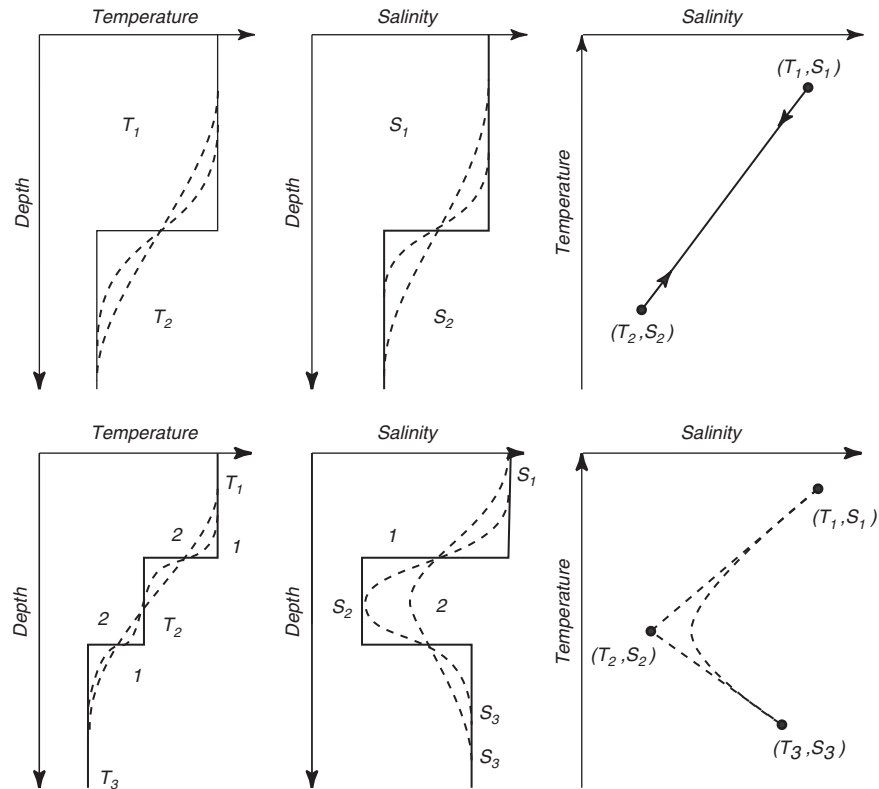 Temperature
Salinity
Salinity
Depth
T1
T2
Depth
S1
S2
Temperature
(T1,S1)
(T2,S2)
Temperature
Salinity
Salinity
Depth
T1
2
1
2
T2
1
T3
Depth
S1
1
S2
2
S3
S3
Temperature
(T1,S1)
(T2,S2)
(T3,S3)